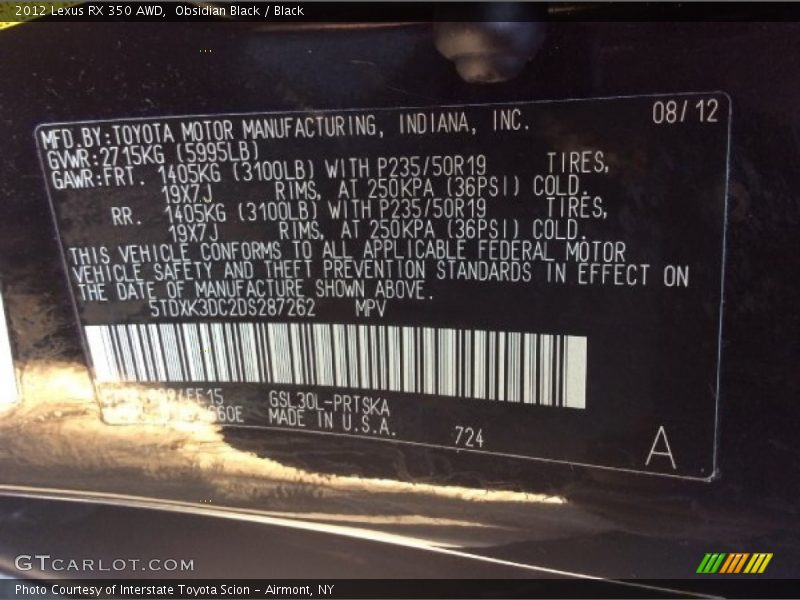 2012 Lexus RX 350 AWD, Obsidian Black / Black
08/12
MFD.BY:TOYOTA MOTOR MANUFACTURING, INDIANA, INC.
GVWR:2715KG (5995LB)
GAWR:FRT. 1405KG (3100LB) WITH P235/50R19 TIRES,
19X7J RIMS, AT 250KPA (36PSI) COLD.
RR. 1405KG (3100LB) WITH P235/50R19 TIRES,
19X7J RIMS, AT 250KPA (36PSI) COLD.
THIS VEHICLE CONFORMS TO ALL APPLICABLE FEDERAL MOTOR
VEHICLE SAFETY AND THEFT PREVENTION STANDARDS IN EFFECT ON
THE DATE OF MANUFACTURE SHOWN ABOVE.
5TDXK3DC2DS287262 MPV
GSL30L-PRTSKA
MADE IN U.S.A.
724
A
GTCARLOT.COM
Photo Courtesy of Interstate Toyota Scion - Airmont, NY